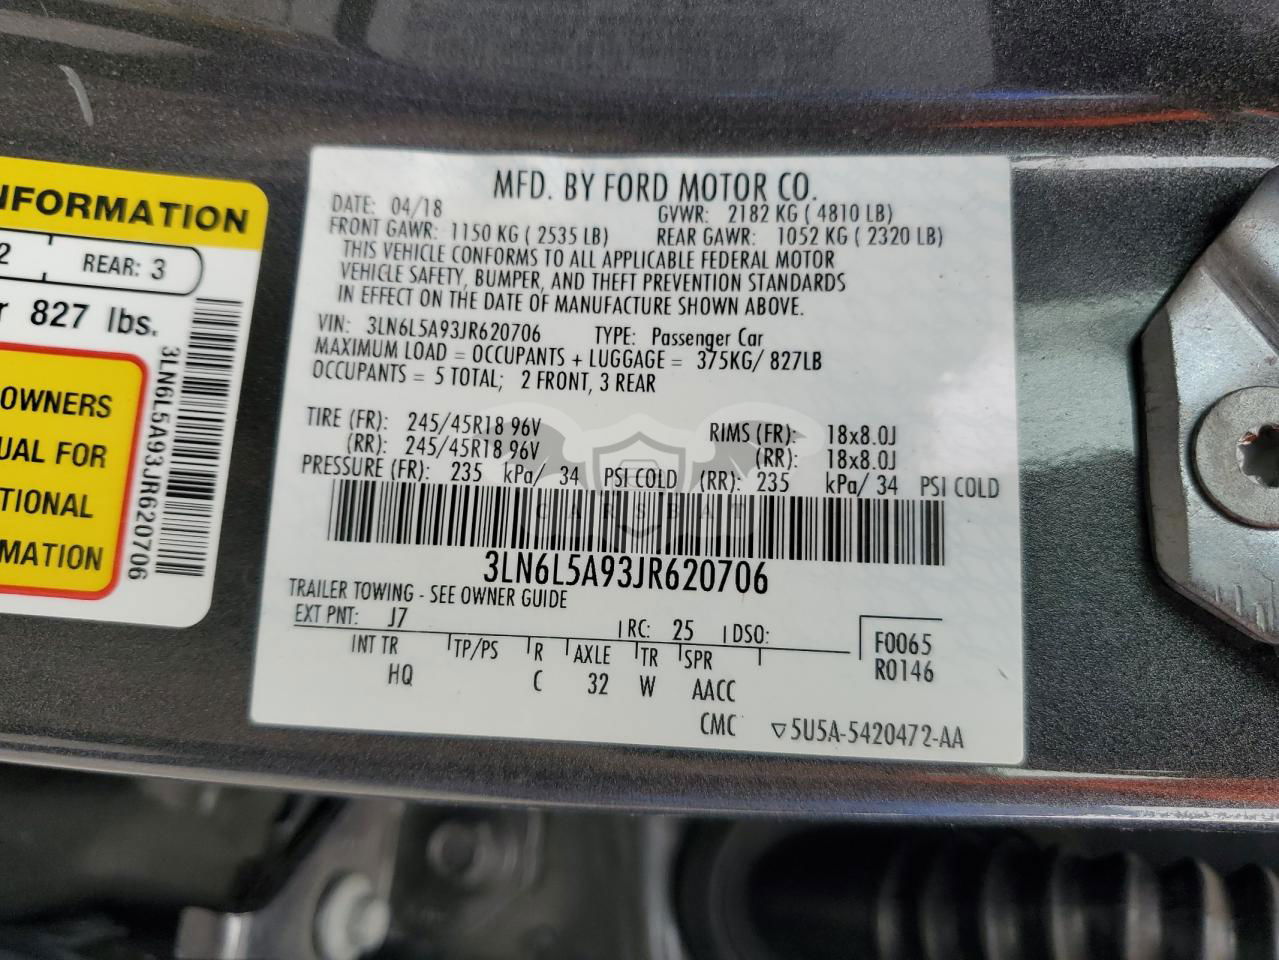 NFORMATION
2 REAR: 3
r 827 lbs.
OWNERS
UAL FOR
TIONAL
MATION
3LN6L5A93JR620706
MFD. BY FORD MOTOR CO.
DATE: 04/18 GVWR: 2182 KG ( 4810 LB)
FRONT GAWR: 1150 KG ( 2535 LB) REAR GAWR: 1052 KG ( 2320 LB)
THIS VEHICLE CONFORMS TO ALL APPLICABLE FEDERAL MOTOR
VEHICLE SAFETY, BUMPER, AND THEFT PREVENTION STANDARDS
IN EFFECT ON THE DATE OF MANUFACTURE SHOWN ABOVE.
VIN: 3LN6L5A93JR620706 TYPE: Passenger Car
MAXIMUM LOAD = OCCUPANTS + LUGGAGE = 375KG/ 827LB
OCCUPANTS = 5 TOTAL; 2 FRONT, 3 REAR
TIRE (FR): 245/45R18 96V RIMS (FR): 18x8.0J
(RR): 245/45R18 96V (RR): 18x8.0J
PRESSURE (FR): 235 kPa/ 34 PSI COLD (RR): 235 kPa/ 34 PSI COLD
CARSBAT
3LN6L5A93JR620706
TRAILER TOWING - SEE OWNER GUIDE
EXT PNT: J7 RC: 25 DSO: F0065
INT TR TP/PS R AXLE TR SPR R0146
HQ C 32 W AACC
CMC ▽5U5A-5420472-AA